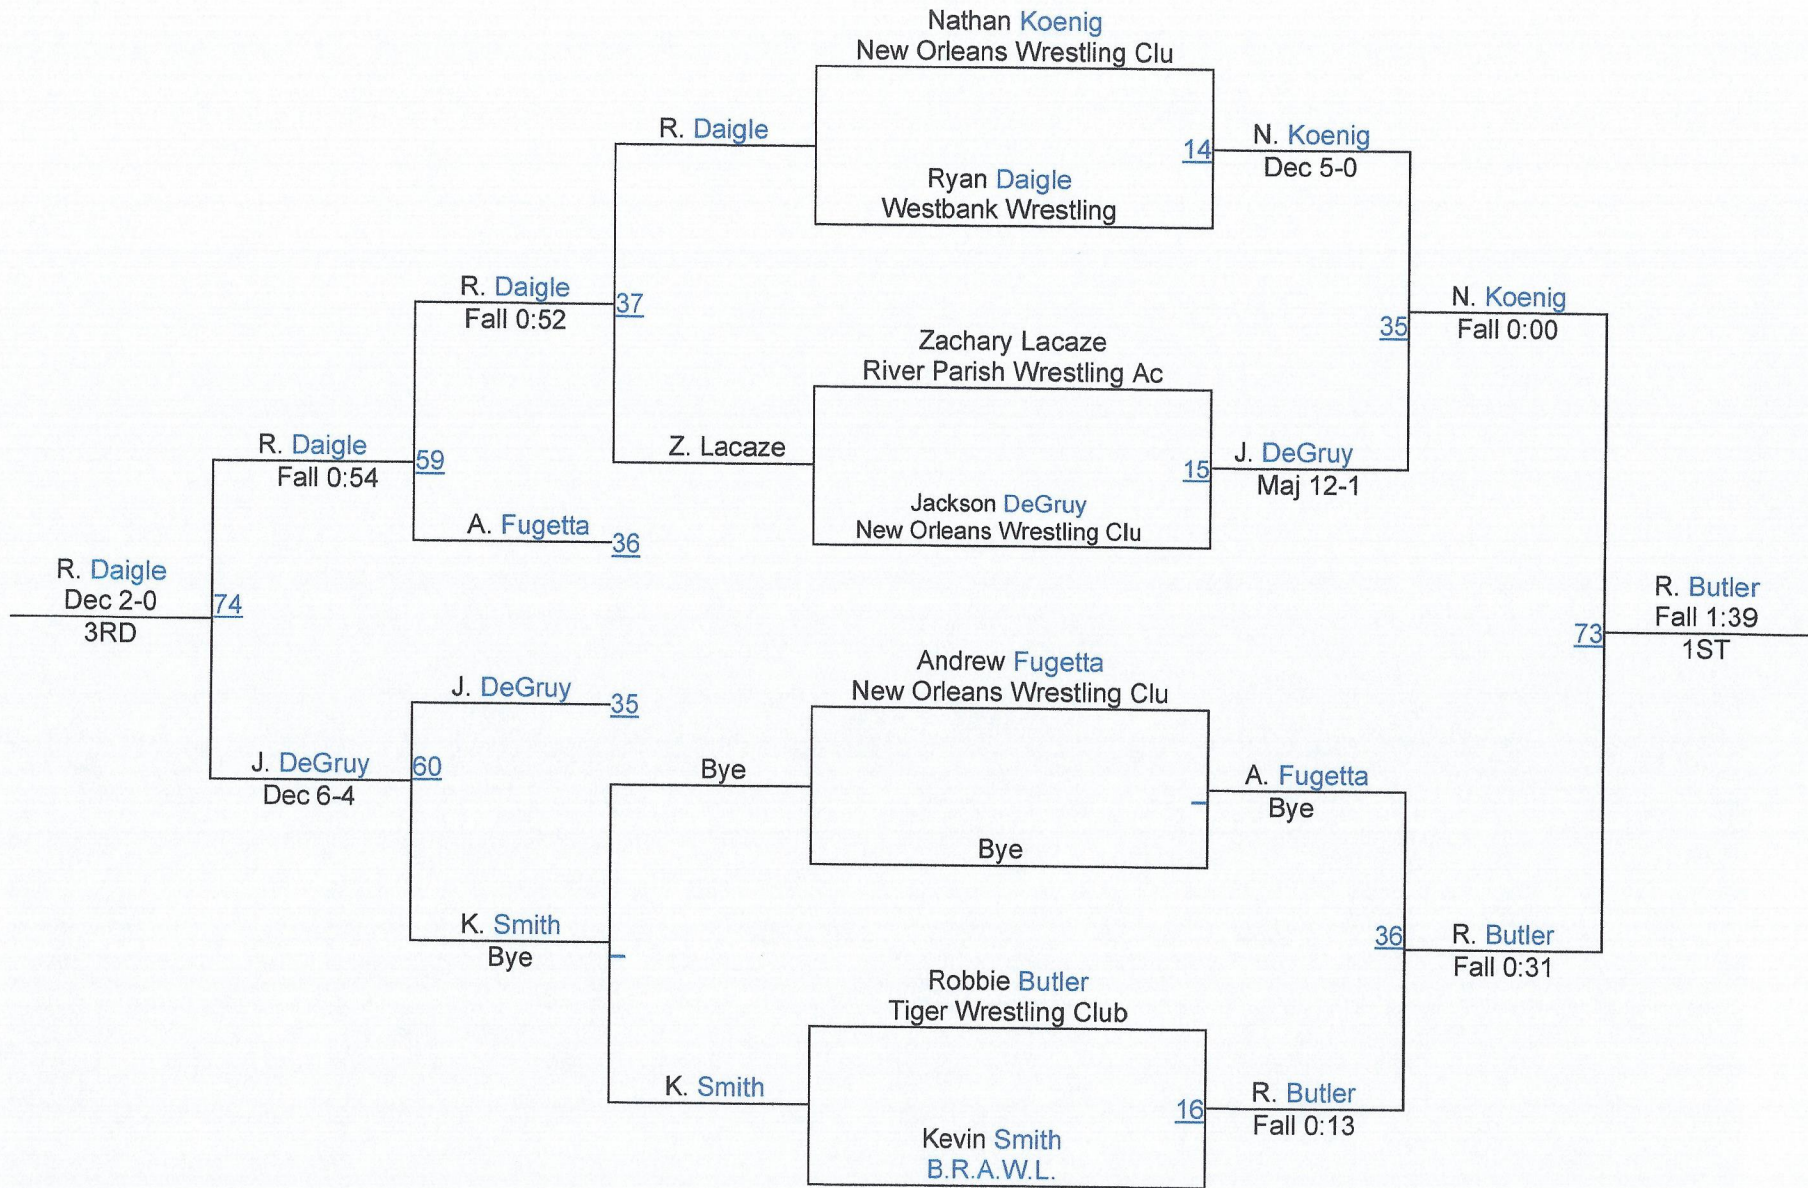 Nathan Koenig
New Orleans Wrestling Clu
R. Daigle
14
N. Koenig
Dec 5-0
Ryan Daigle
Westbank Wrestling
R. Daigle
Fall 0:52
37
N. Koenig
Fall 0:00
35
Zachary Lacaze
River Parish Wrestling Ac
R. Daigle
Fall 0:54
59
Z. Lacaze
15
J. DeGruy
Maj 12-1
Jackson DeGruy
New Orleans Wrestling Clu
A. Fugetta
36
R. Daigle
Dec 2-0
3RD
74
R. Butler
Fall 1:39
1ST
73
Andrew Fugetta
New Orleans Wrestling Clu
J. DeGruy
35
J. DeGruy
Dec 6-4
60
Bye
A. Fugetta
Bye
Bye
K. Smith
Bye
36
R. Butler
Fall 0:31
Robbie Butler
Tiger Wrestling Club
K. Smith
16
R. Butler
Fall 0:13
Kevin Smith
B.R.A.W.L.